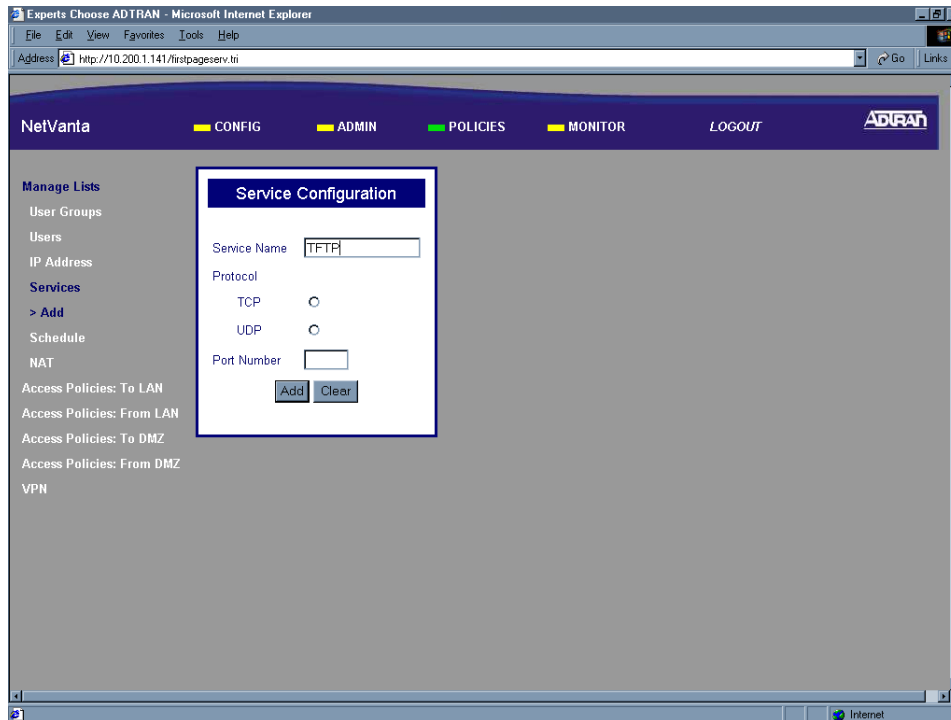 Experts Choose ADTRAN - Microsoft Internet Explorer
File Edit View Favorites Tools Help
Address http://10.200.1.141/firstpageserv.tri Go Links
NetVanta CONFIG ADMIN POLICIES MONITOR LOGOUT ADTRAN
Manage Lists
User Groups
Users
IP Address
Services
> Add
Schedule
NAT
Access Policies: To LAN
Access Policies: From LAN
Access Policies: To DMZ
Access Policies: From DMZ
VPN
Service Configuration
Service Name TFTP
Protocol
TCP
UDP
Port Number
Add Clear
Internet